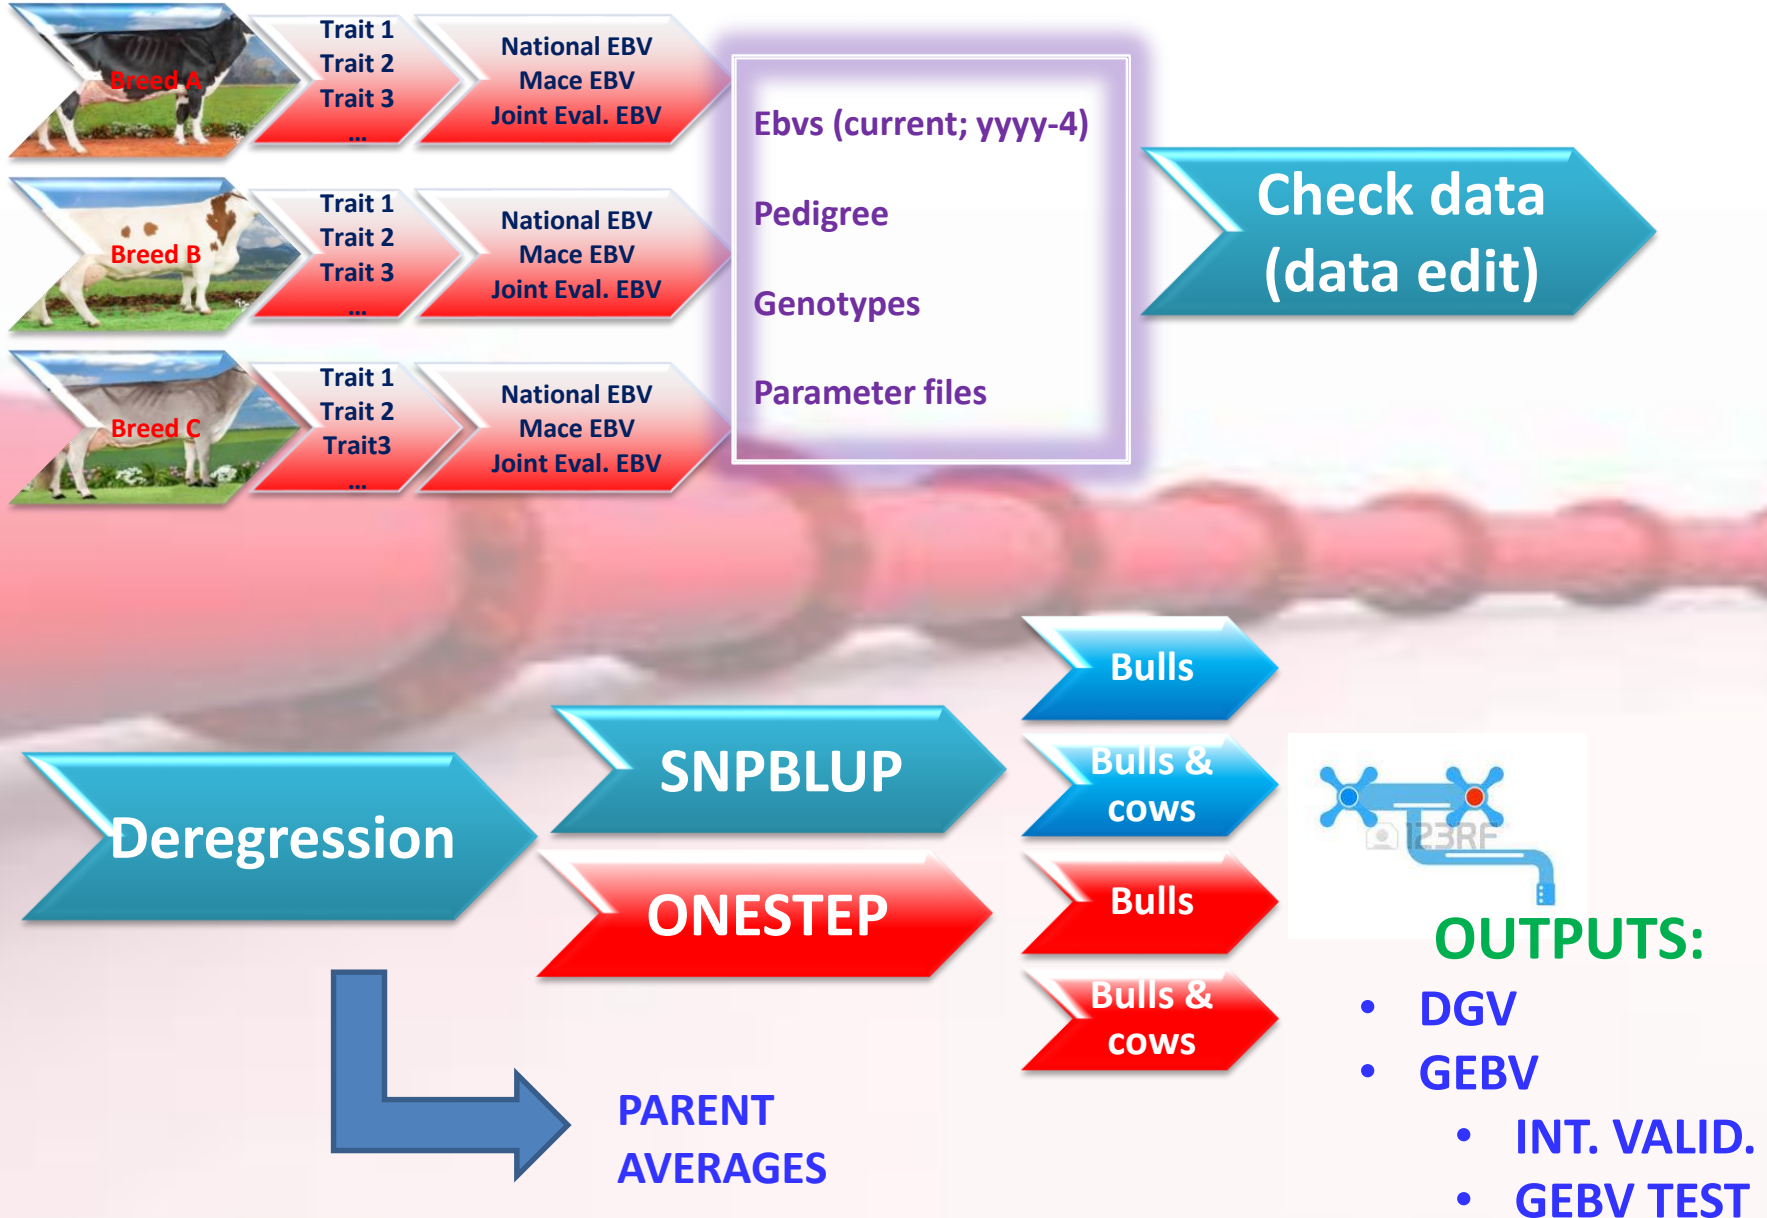 Breed A
Trait 1
Trait 2
Trait 3
...
National EBV
Mace EBV
Joint Eval. EBV
Breed B
Trait 1
Trait 2
Trait 3
...
National EBV
Mace EBV
Joint Eval. EBV
Breed C
Trait 1
Trait 2
Trait3
...
National EBV
Mace EBV
Joint Eval. EBV
Ebvs (current; yyyy-4)
Pedigree
Genotypes
Parameter files
Check data
(data edit)
Deregression
SNPBLUP
ONESTEP
Bulls
Bulls &
cows
Bulls
Bulls &
cows
PARENT
AVERAGES
123RF
OUTPUTS:
• DGV
• GEBV
• INT. VALID.
• GEBV TEST